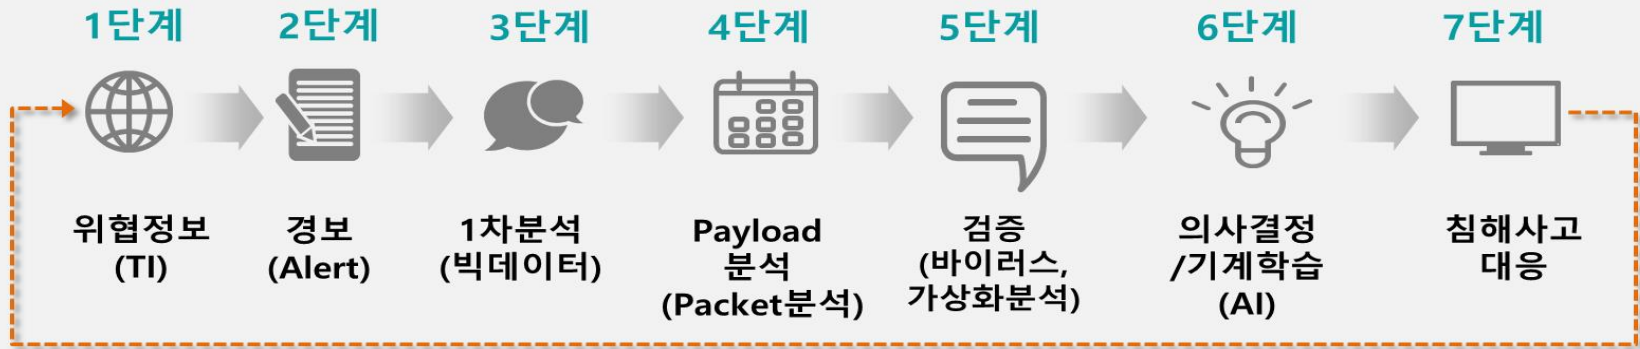 1단계
2단계
3단계
4단계
5단계
6단계
7단계
위협정보
(TI)
경보
(Alert)
1차분석
(빅데이터)
Payload
분석
(Packet분석)
검증
(바이러스,
가상화분석)
의사결정
/기계학습
(AI)
침해사고
대응